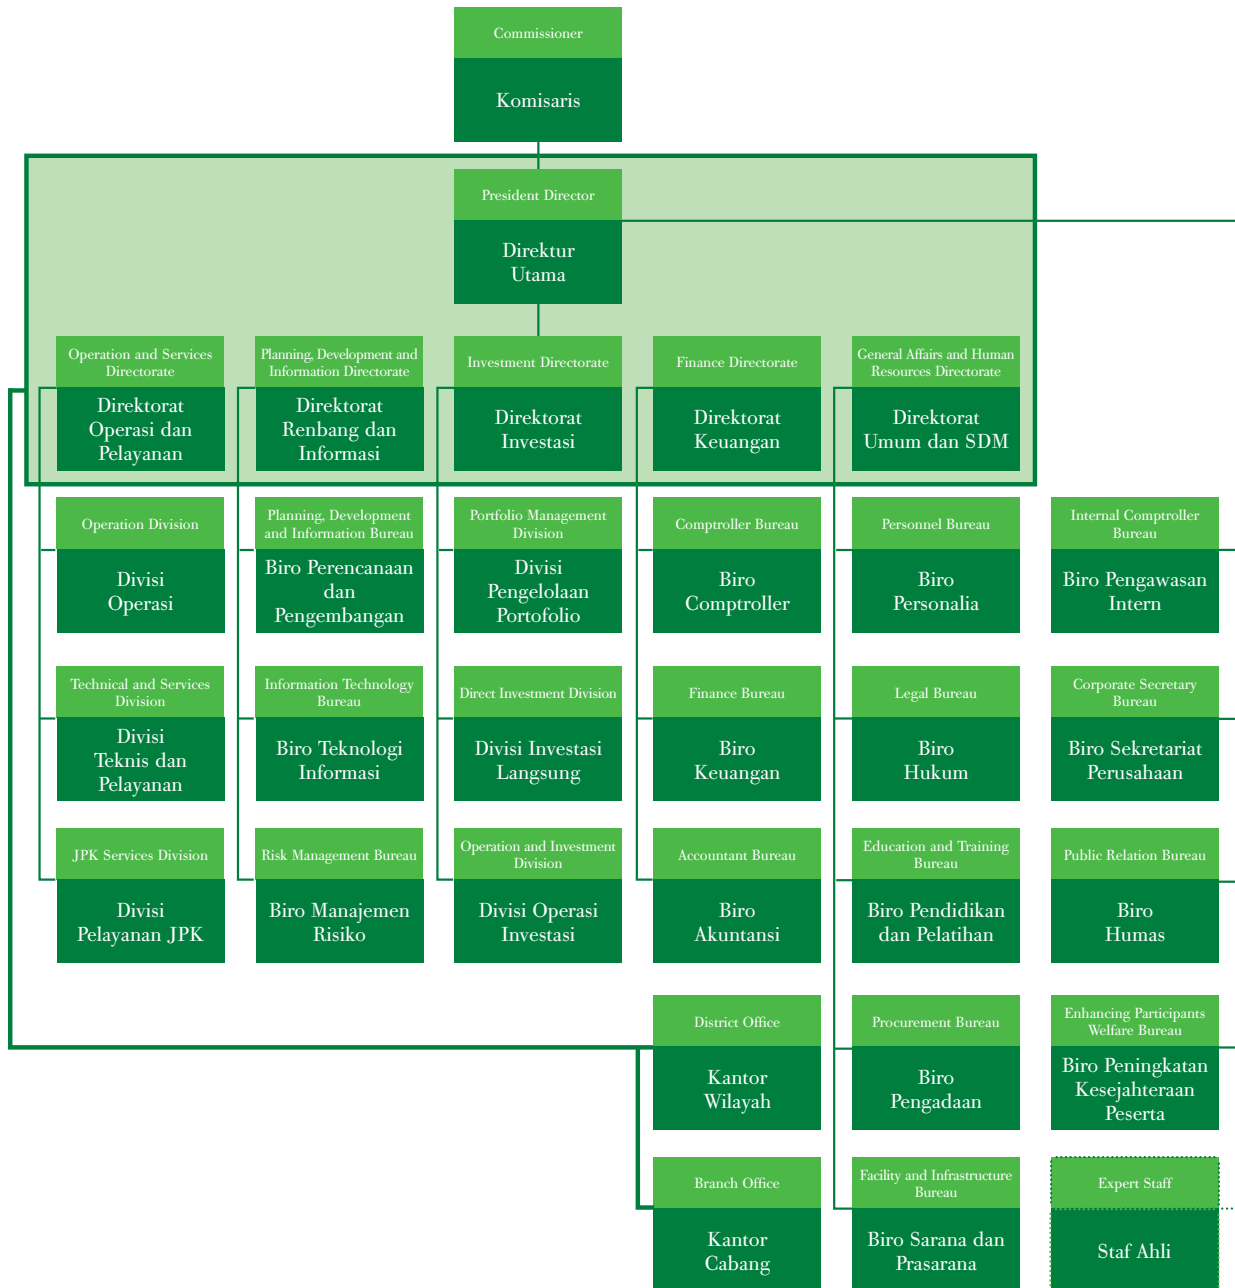 Commissioner
Komisaris
President Director
Direktur
Utama
Operation and Services
Directorate
Direktorat
Operasi dan
Pelayanan
Planning, Development and
Information Directorate
Direktorat
Renbang dan
Informasi
Investment Directorate
Direktorat
Investasi
Finance Directorate
Direktorat
Keuangan
General Affairs and Human
Resources Directorate
Direktorat
Umum dan SDM
Operation Division
Divisi
Operasi
Planning, Development
and Information Bureau
Biro Perencanaan
dan
Pengembangan
Portfolio Management
Division
Divisi
Pengelolaan
Portofolio
Comptroller Bureau
Biro
Comptroller
Personnel Bureau
Biro
Personalia
Internal Comptroller
Bureau
Biro Pengawasan
Intern
Technical and Services
Division
Divisi
Teknis dan
Pelayanan
Information Technology
Bureau
Biro Teknologi
Informasi
Direct Investment Division
Divisi Investasi
Langsung
Finance Bureau
Biro
Keuangan
Legal Bureau
Biro
Hukum
Corporate Secretary
Bureau
Biro Sekretariat
Perusahaan
JPK Services Division
Divisi
Pelayanan JPK
Risk Management Bureau
Biro Manajemen
Risiko
Operation and Investment
Division
Divisi Operasi
Investasi
Accountant Bureau
Biro
Akuntansi
Education and Training
Bureau
Biro Pendidikan
dan Pelatihan
Public Relation Bureau
Biro
Humas
District Office
Kantor
Wilayah
Procurement Bureau
Biro
Pengadaan
Enhancing Participants
Welfare Bureau
Biro Peningkatan
Kesejahteraan
Peserta
Branch Office
Kantor
Cabang
Facility and Infrastructure
Bureau
Biro Sarana dan
Prasarana
Expert Staff
Staf Ahli